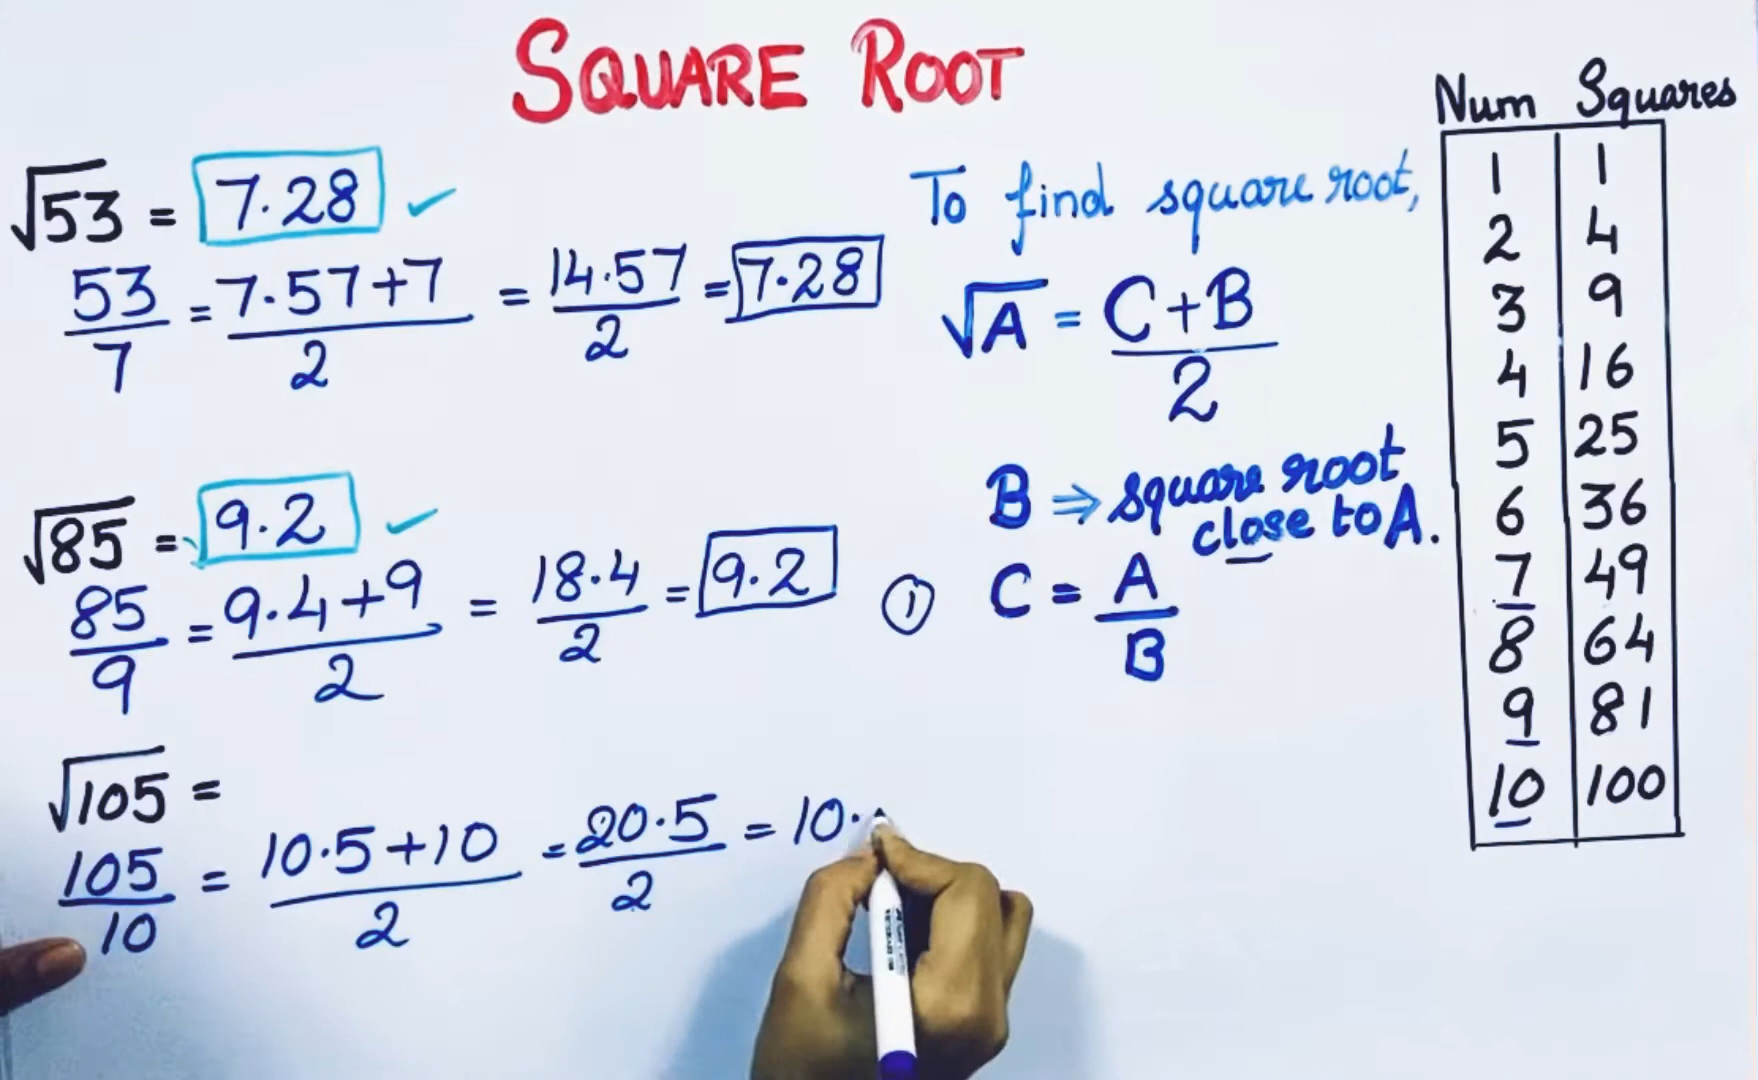 SQUARE ROOT
√53 = 7.28 ✓
53/7 = 7.57+7/2 = 14.57/2 = 7.28
√85 = 9.2 ✓
85/9 = 9.4+9/2 = 18.4/2 = 9.2
√105 =
105/10 = 10.5+10/2 = 20.5/2 = 10.
To find square root,
√A = C+B/2
B ⇒ square root
close to A.
① C = A/B
Num Squares
1 1
2 4
3 9
4 16
5 25
6 36
7 49
8 64
9 81
10 100